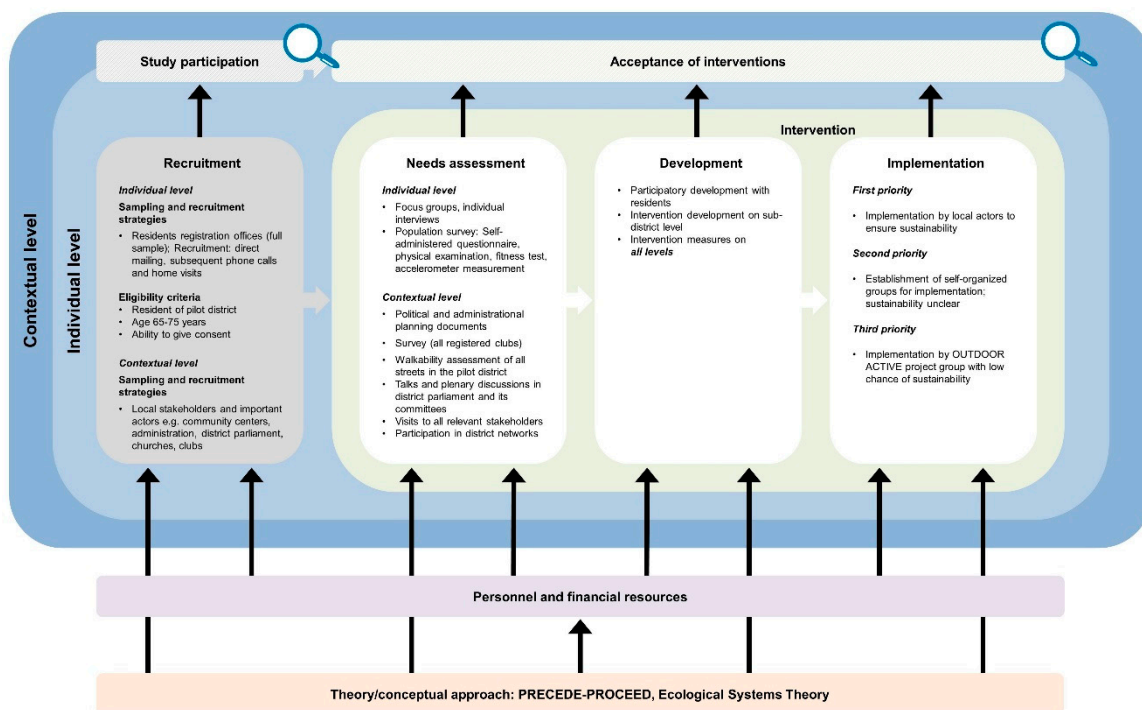 Contextual level
Individual level
Study participation
Acceptance of interventions
Intervention
Recruitment
Individual level
Sampling and recruitment
strategies
• Residents registration offices (full
sample); Recruitment: direct
mailing, subsequent phone calls
and home visits
Eligibility criteria
• Resident of pilot district
• Age 65-75 years
• Ability to give consent
Contextual level
Sampling and recruitment
strategies
• Local stakeholders and important
actors e.g. community centers,
administration, district parliament,
churches, clubs
Needs assessment
Individual level
• Focus groups, individual
interviews
• Population survey: Self-
administered questionnaire,
physical examination, fitness test,
accelerometer measurement
Contextual level
• Political and administrational
planning documents
• Survey (all registered clubs)
• Walkability assessment of all
streets in the pilot district
• Talks and plenary discussions in
district parliament and its
committees
• Visits to all relevant stakeholders
• Participation in district networks
Development
• Participatory development with
residents
• Intervention development on sub-
district level
• Intervention measures on
all levels
Implementation
First priority
• Implementation by local actors to
ensure sustainability
Second priority
• Establishment of self-organized
groups for implementation;
sustainability unclear
Third priority
• Implementation by OUTDOOR
ACTIVE project group with low
chance of sustainability
Personnel and financial resources
Theory/conceptual approach: PRECEDE-PROCEED, Ecological Systems Theory